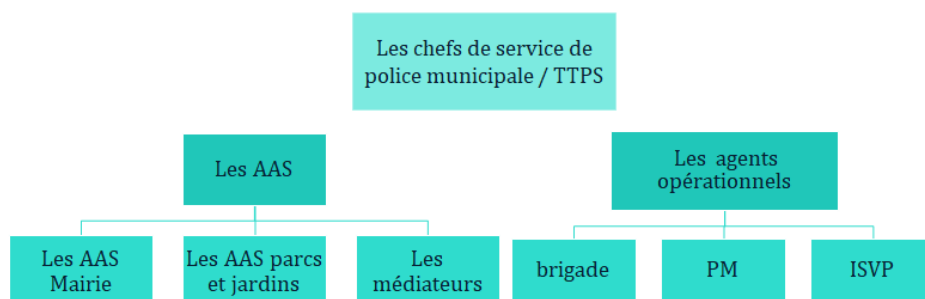 Les chefs de service de
police municipale / TTPS
Les AAS
Les agents
opérationnels
Les AAS
Mairie
Les AAS parcs
et jardins
Les
médiateurs
brigade
PM
ISVP